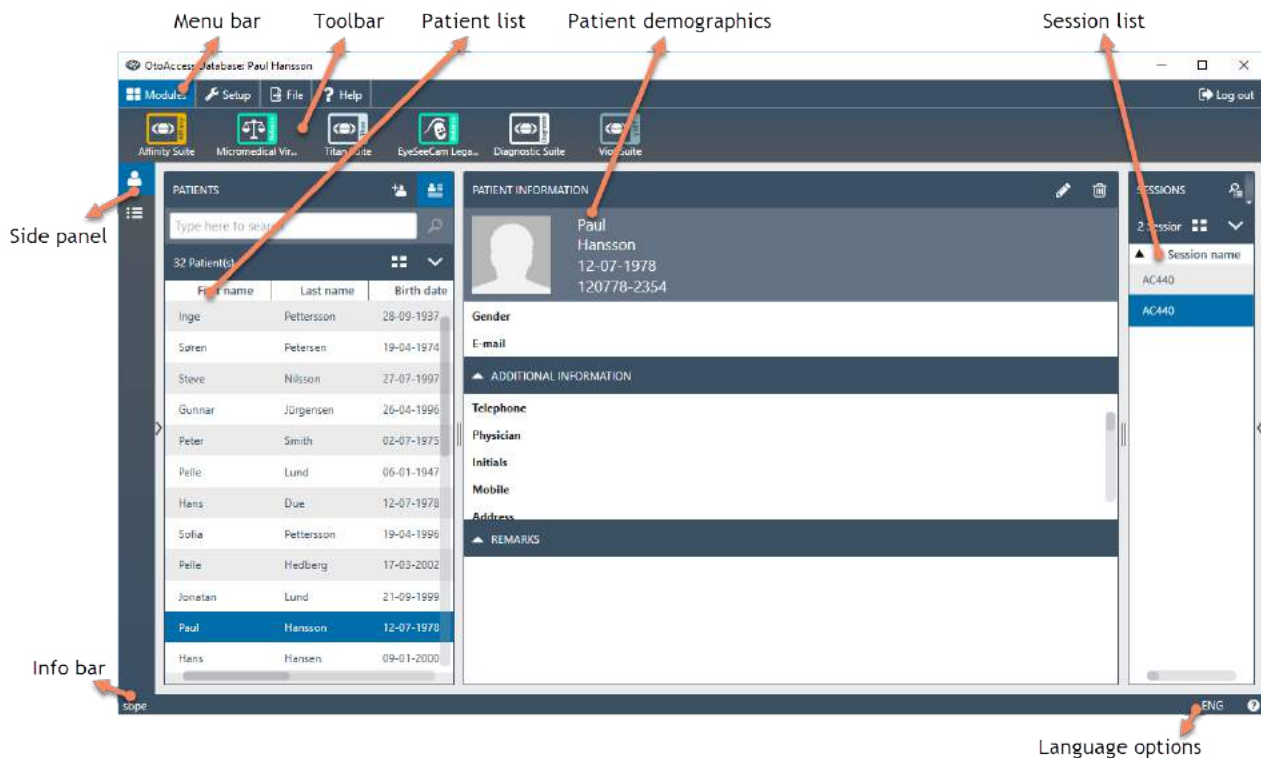 Menu bar
Toolbar
Patient list
Patient demographics
Session list
OtoAccess Database: Paul Hansson
Modules
Setup
File
? Help
Log out
Affinity Suite
Micromedical Vir...
Titan Suite
EyeSeeCam Lega...
Diagnostic Suite
Viot Suite
Side panel
PATIENTS
Type here to search
32 Patient(s)
First name Last name Birth date
Inge Pettersson 28-09-1937
Søren Petersen 19-04-1974
Steve Nilsson 27-07-1997
Gunnar Jürgensen 26-04-1996
Peter Smith 02-07-1975
Pelle Lund 06-01-1947
Hans Due 12-07-1978
Sofia Pettersson 19-04-1996
Pelle Hedberg 17-03-2002
Jonatan Lund 21-09-1999
Paul Hansson 12-07-1978
Hans Hansen 09-01-2000
PATIENT INFORMATION
Paul
Hansson
12-07-1978
120778-2354
Gender
E-mail
ADDITIONAL INFORMATION
Telephone
Physician
Initials
Mobile
Address
REMARKS
SESSIONS
2 Session
Session name
AC440
AC440
Info bar
sope
ENG
Language options